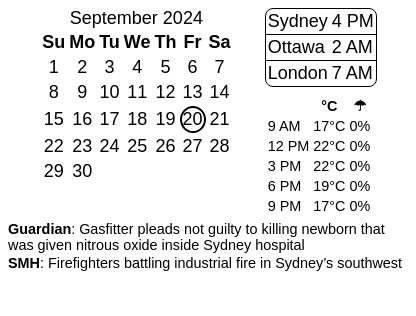 September 2024
Su Mo Tu We Th Fr Sa
1 2 3 4 5 6 7
8 9 10 11 12 13 14
15 16 17 18 19 20 21
22 23 24 25 26 27 28
29 30
Sydney 4 PM
Ottawa 2 AM
London 7 AM
°C ☂
9 AM 17°C 0%
12 PM 22°C 0%
3 PM 22°C 0%
6 PM 19°C 0%
9 PM 17°C 0%
Guardian: Gasfitter pleads not guilty to killing newborn that
was given nitrous oxide inside Sydney hospital
SMH: Firefighters battling industrial fire in Sydney’s southwest